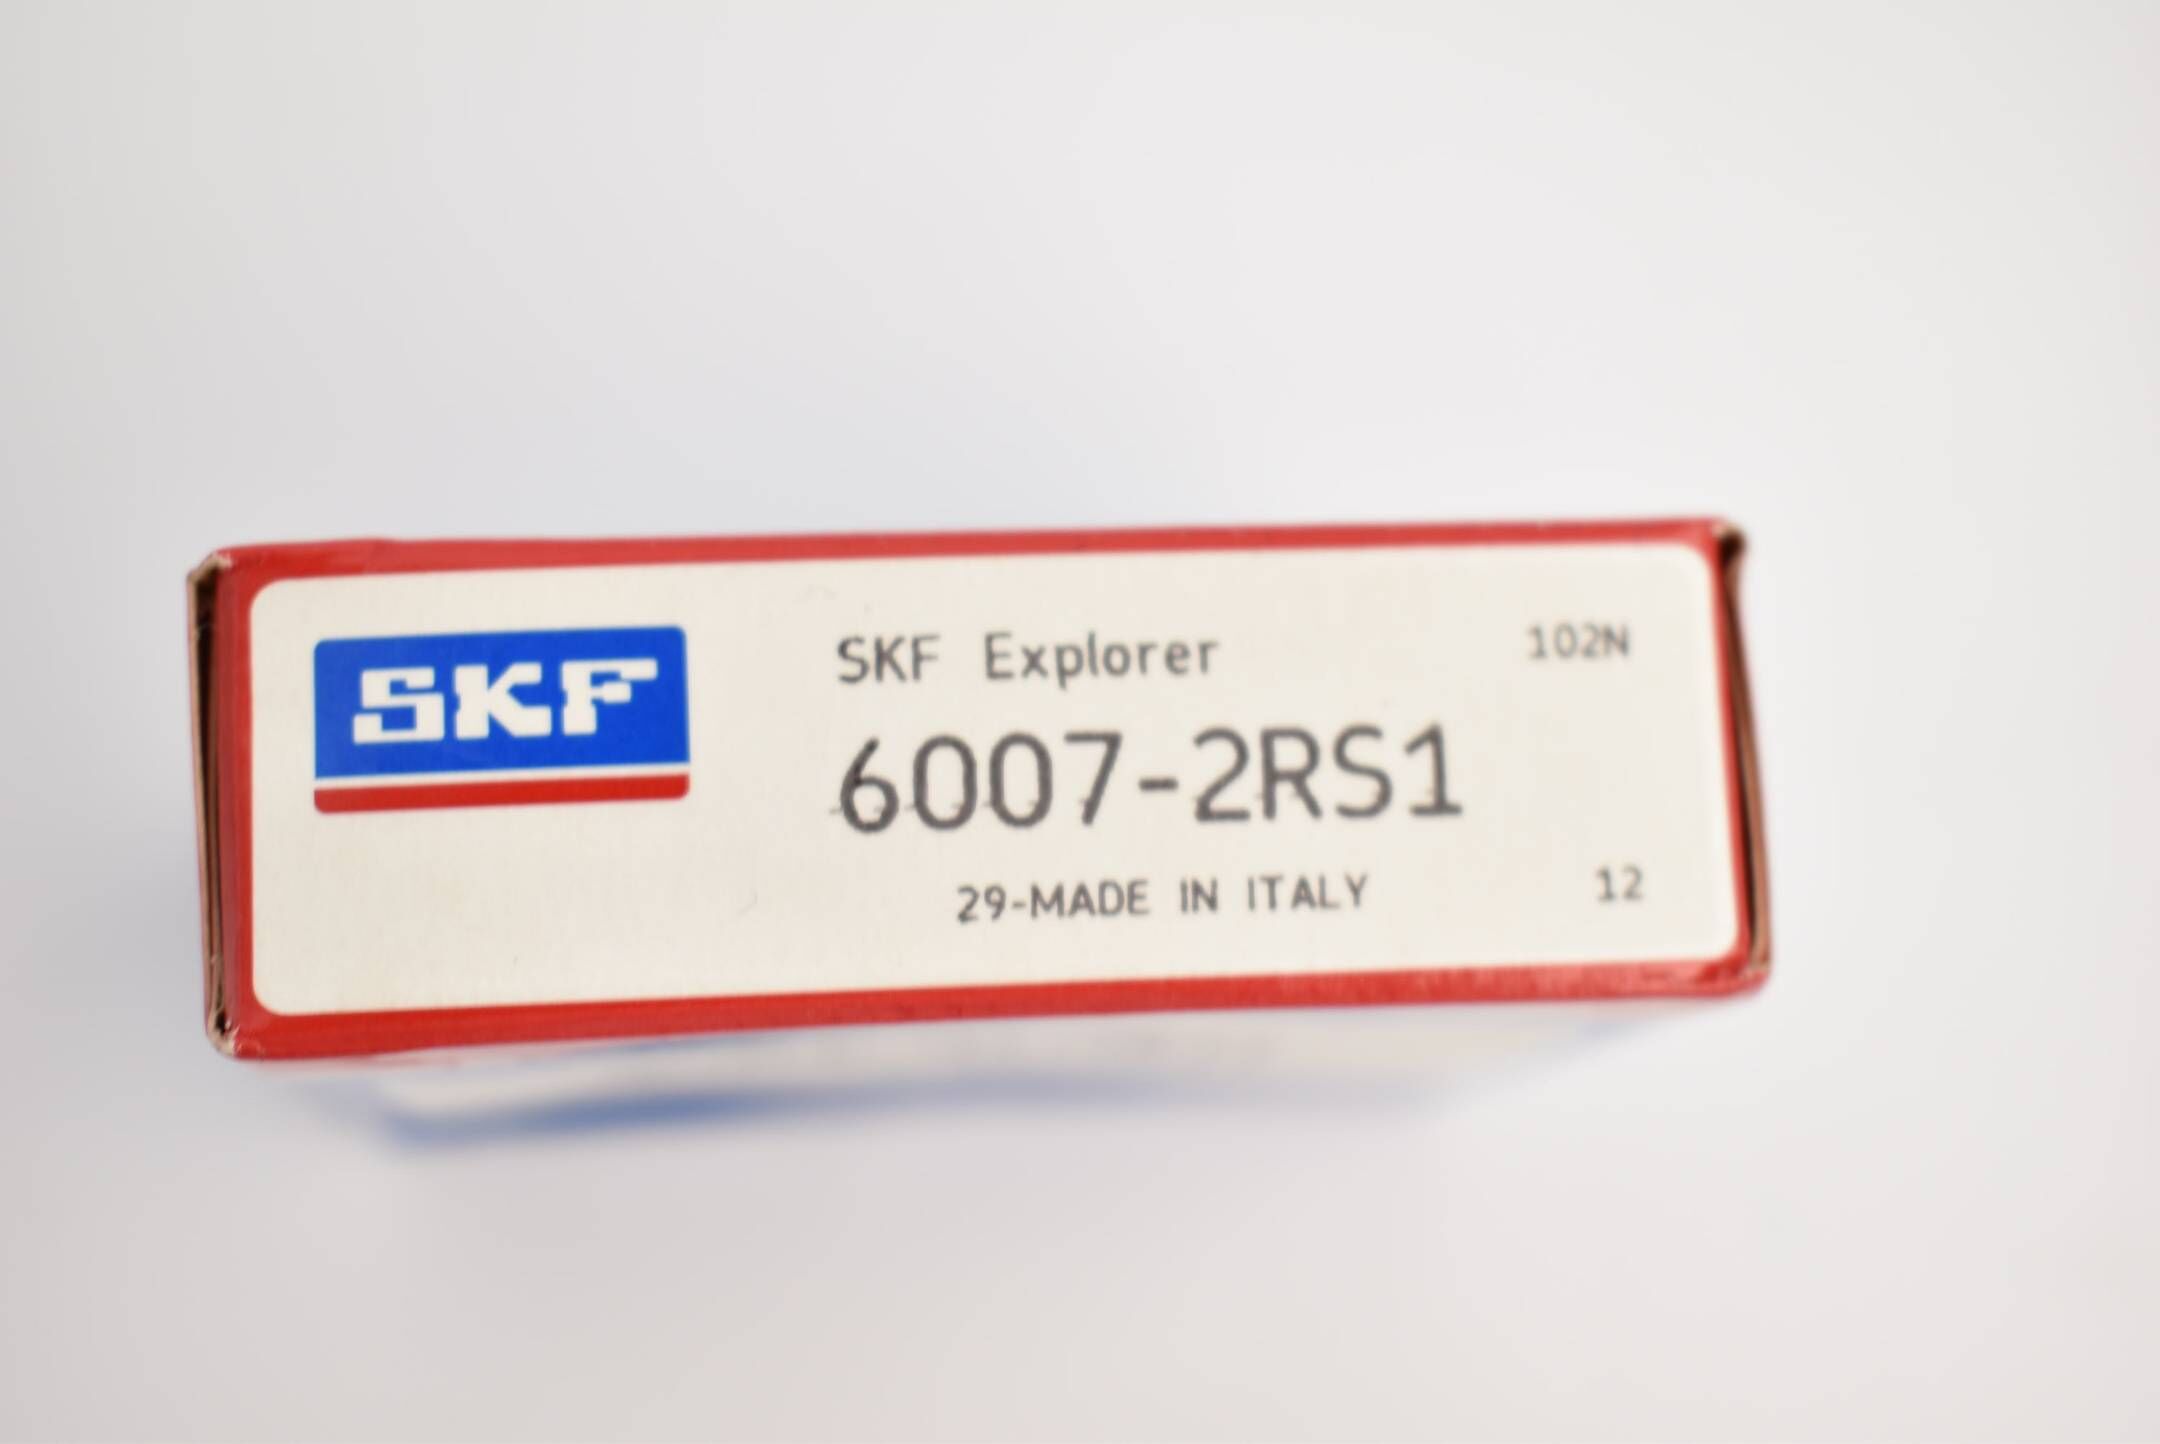 SKF
SKF Explorer
102N
6007-2RS1
29-MADE IN ITALY
12